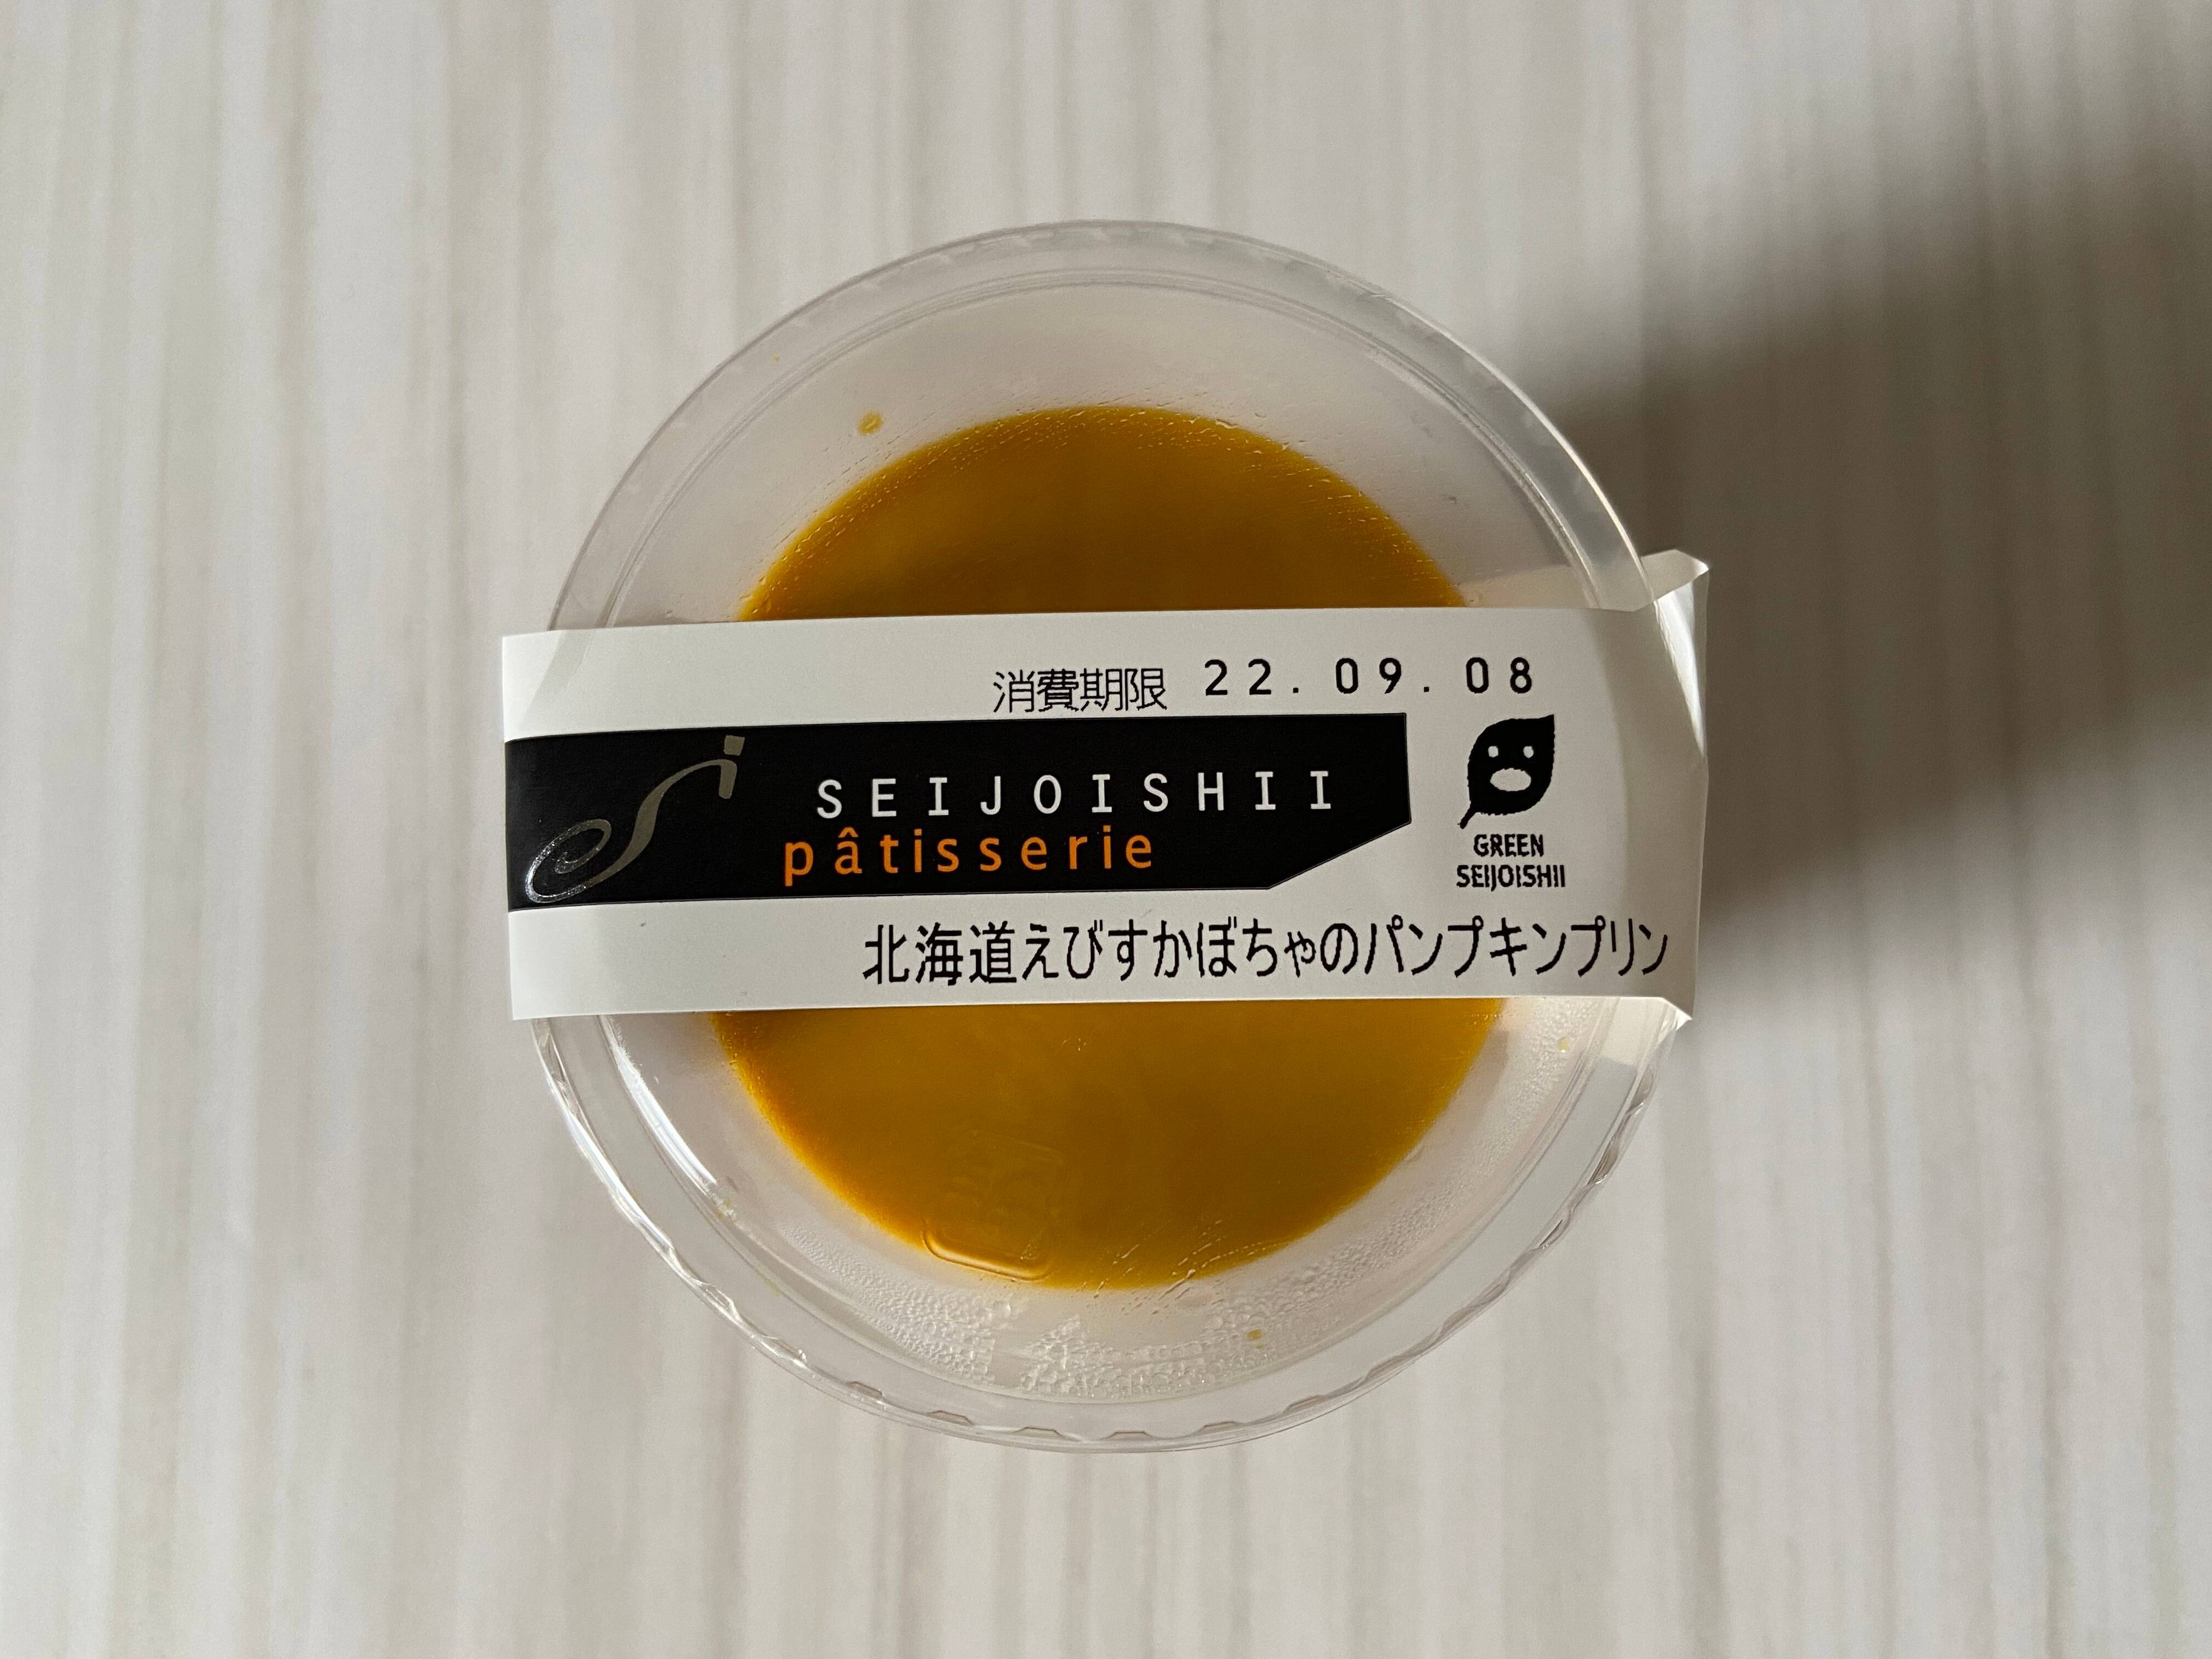 消費期限 22.09.08
SEIJOISHII
pâtisserie
GREEN
SEIJOISHII
北海道えびすかぼちゃのパンプキンプリン